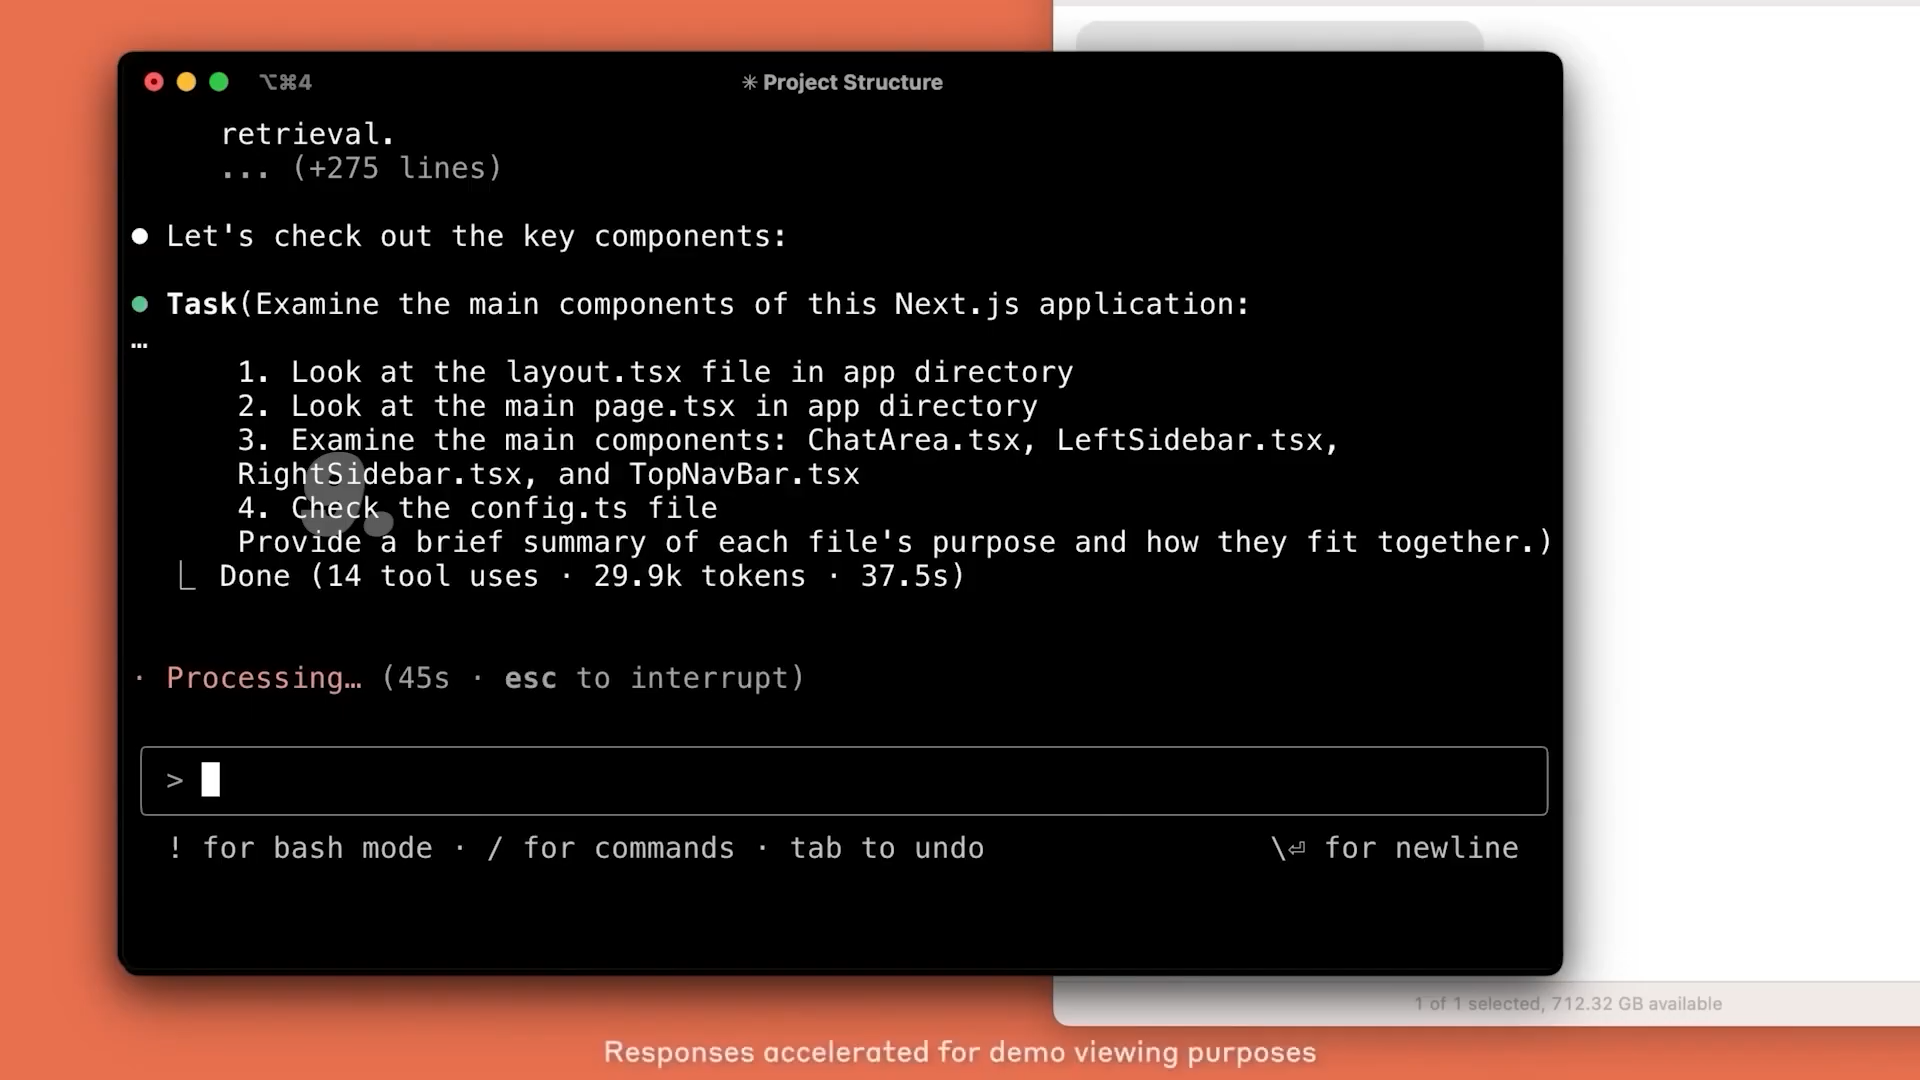 ⌥⌘4
✳ Project Structure
retrieval.
... (+275 lines)
● Let's check out the key components:
● Task(Examine the main components of this Next.js application:
…
1. Look at the layout.tsx file in app directory
2. Look at the main page.tsx in app directory
3. Examine the main components: ChatArea.tsx, LeftSidebar.tsx,
RightSidebar.tsx, and TopNavBar.tsx
4. Check the config.ts file
Provide a brief summary of each file's purpose and how they fit together.)
⎿ Done (14 tool uses · 29.9k tokens · 37.5s)
· Processing… (45s · esc to interrupt)
>
! for bash mode · / for commands · tab to undo
\⏎ for newline
1 of 1 selected, 712.32 GB available
Responses accelerated for demo viewing purposes